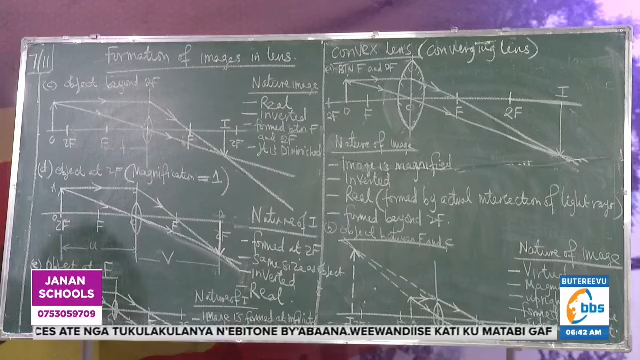 7/11
Formation of images in lens.
(c) object beyond 2F
Nature image
- Real
- Inverted
- formed btn F
and 2F
- It is Diminished
O 2F F F I 2F
(d) object at 2F (Magnification = 1)
O
2F F F
u V
Nature of I
- formed at 2F
- Same size as object
- Inverted
- Real.
(e) Object at F
Nature of I
- Image is formed at
Convex Lens (converging lens)
(a) BTN F and 2F
2F O F C F 2F I
Nature of Image
- Image is magnified
- Inverted
- Real (formed by actual intersection of light rays)
- formed beyond 2F.
(b) Object between F and C
Nature of Image
- Virtual
I
JANAN
SCHOOLS
0753059709
BUTEREEVU
bbs
06:42 AM
CES ATE NGA TUKULAKULANYA N'EBITONE BY'ABAANA.WEEWANDIISE KATI KU MATABI GAF